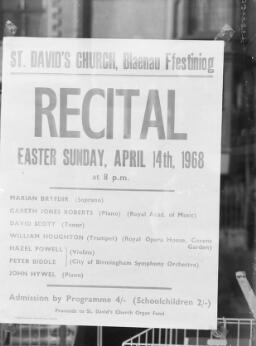 ST. DAVID'S CHURCH, Blaenau Ffestiniog
RECITAL
EASTER SUNDAY, APRIL 14th, 1968
at 8 p.m.
MARIAN BRYFDIR (Soprano)
GARETH JONES ROBERTS (Piano) (Royal Acad. of Music)
DAVID SCOTT (Tenor)
WILLIAM HOUGHTON (Trumpet) (Royal Opera House, Covent Garden)
HAZEL POWELL (Violins)
PETER BIDDLE (City of Birmingham Symphony Orchestra)
JOHN HYWEL (Piano)
Admission by Programme 4/- (Schoolchildren 2/-)
Proceeds to St. David's Church Organ Fund